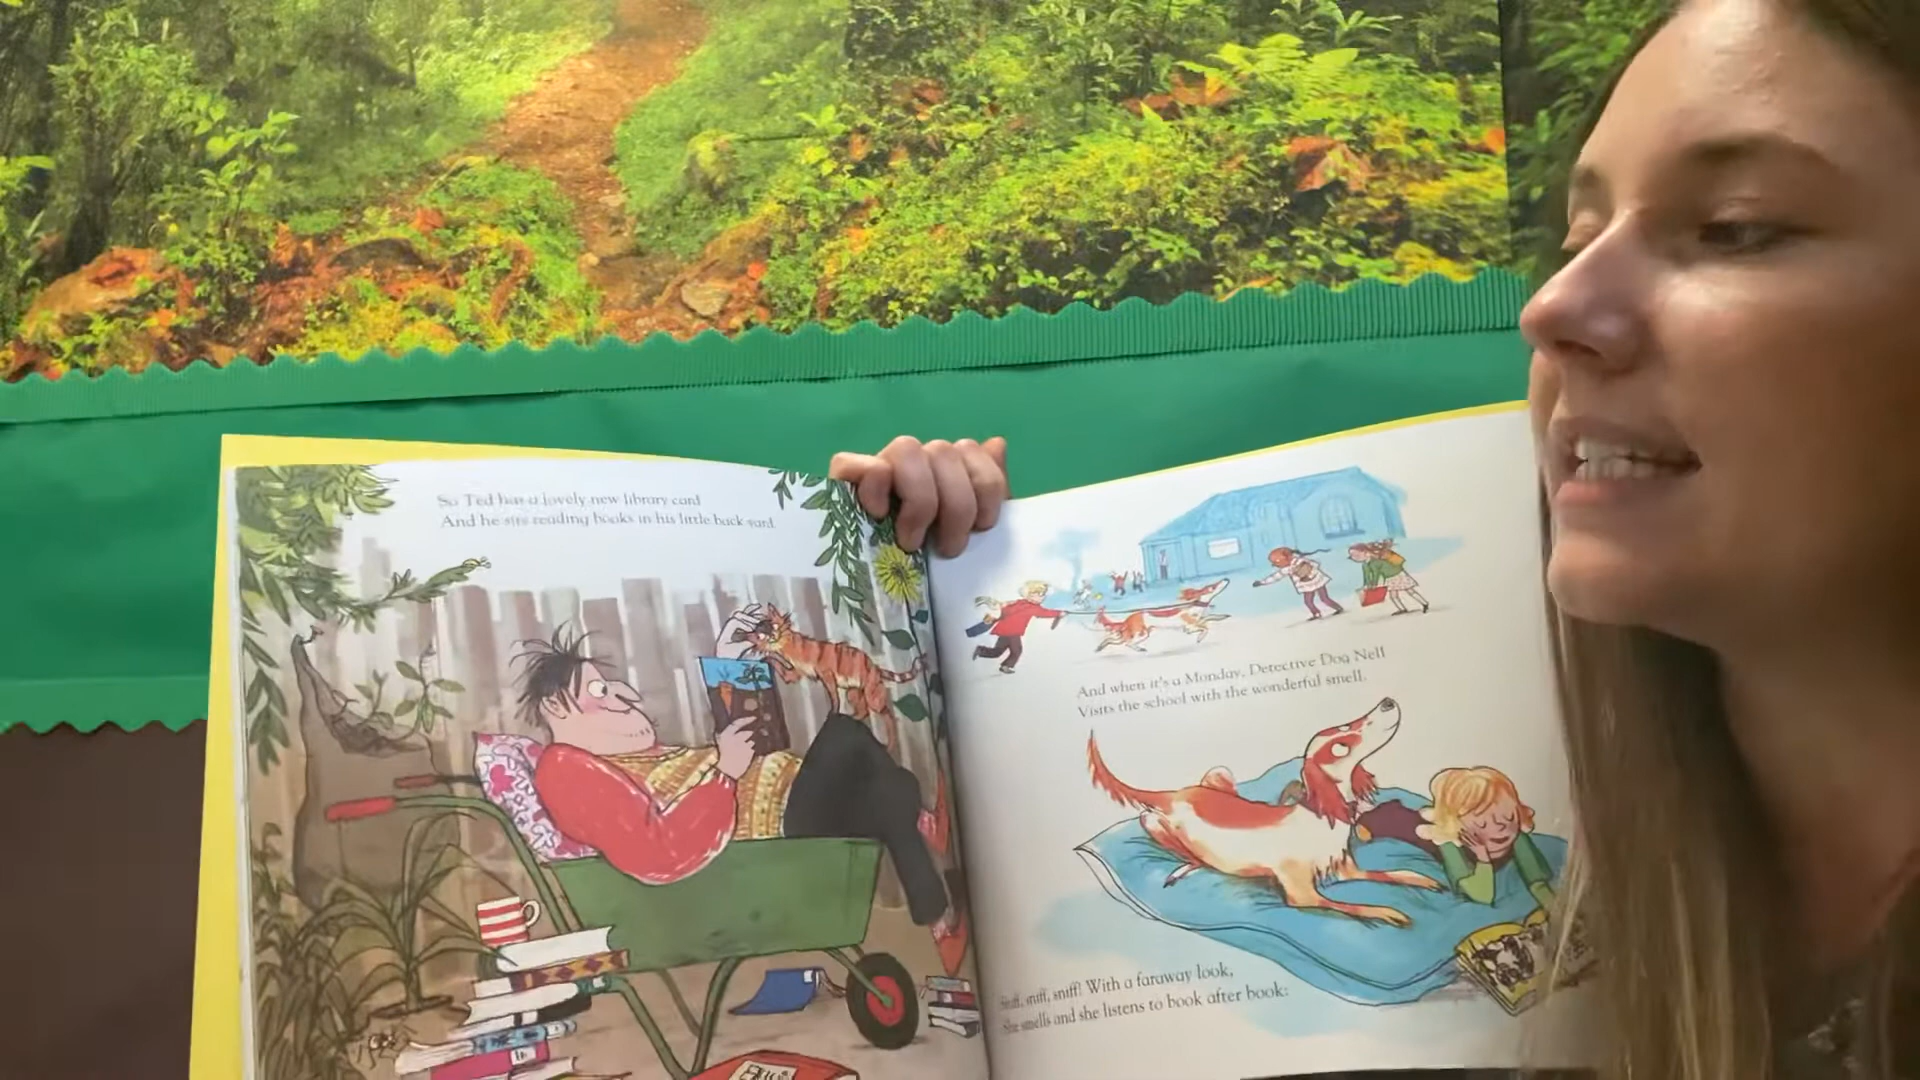 So Ted has a lovely new library card
And he sits reading books in his little back yard.
And when it's a Monday, Detective Dog Nell
Visits the school with the wonderful smell.
Sniff, sniff, sniff! With a faraway look,
She smells and she listens to book after book: